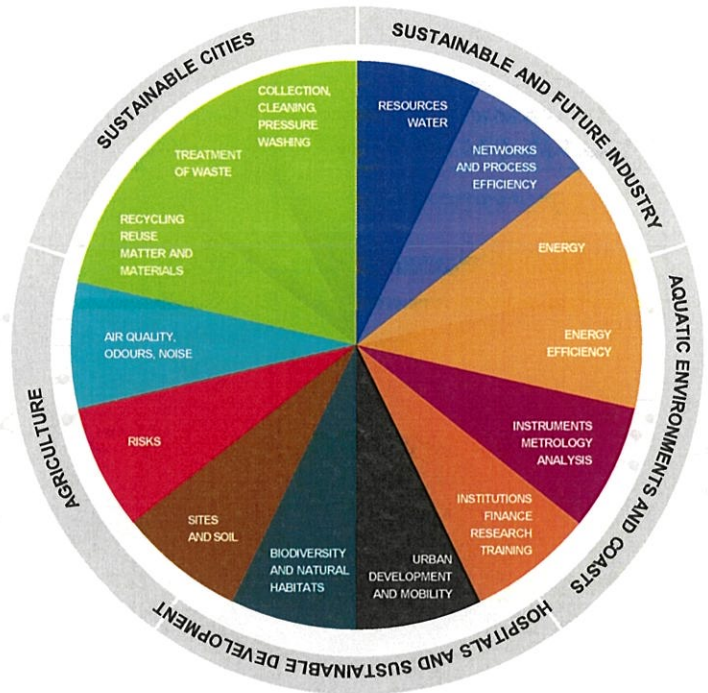 SUSTAINABLE CITIES
SUSTAINABLE AND FUTURE INDUSTRY
AQUATIC ENVIRONMENTS AND COASTS
HOSPITALS AND SUSTAINABLE DEVELOPMENT
AGRICULTURE
COLLECTION,
CLEANING,
PRESSURE
WASHING
TREATMENT
OF WASTE
RECYCLING
REUSE
MATTER AND
MATERIALS
AIR QUALITY,
ODOURS, NOISE
RISKS
SITES
AND SOIL
BIODIVERSITY
AND NATURAL
HABITATS
URBAN
DEVELOPMENT
AND MOBILITY
INSTITUTIONS
FINANCE
RESEARCH
TRAINING
INSTRUMENTS
METROLOGY
ANALYSIS
ENERGY
EFFICIENCY
ENERGY
NETWORKS
AND PROCESS
EFFICIENCY
RESOURCES
WATER